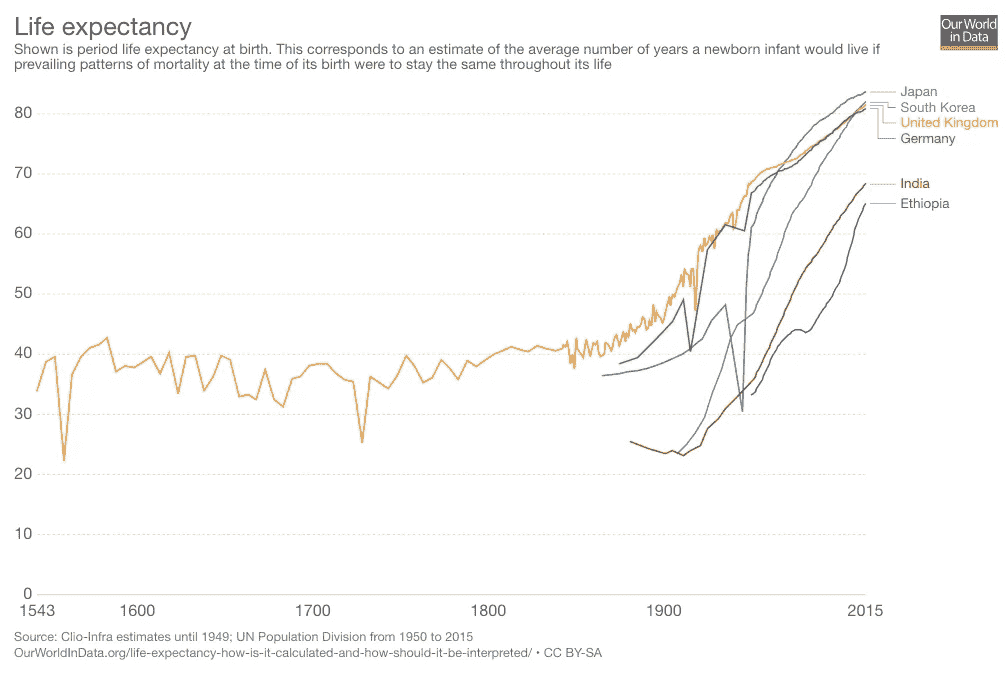 Life expectancy
Our World
in Data
Shown is period life expectancy at birth. This corresponds to an estimate of the average number of years a newborn infant would live if
prevailing patterns of mortality at the time of its birth were to stay the same throughout its life
Japan
80
South Korea
United Kingdom
Germany
70
India
Ethiopia
60
50
40
30
20
10
0
1543 1600 1700 1800 1900 2015
Source: Clio-Infra estimates until 1949; UN Population Division from 1950 to 2015
OurWorldInData.org/life-expectancy-how-is-it-calculated-and-how-should-it-be-interpreted/ • CC BY-SA